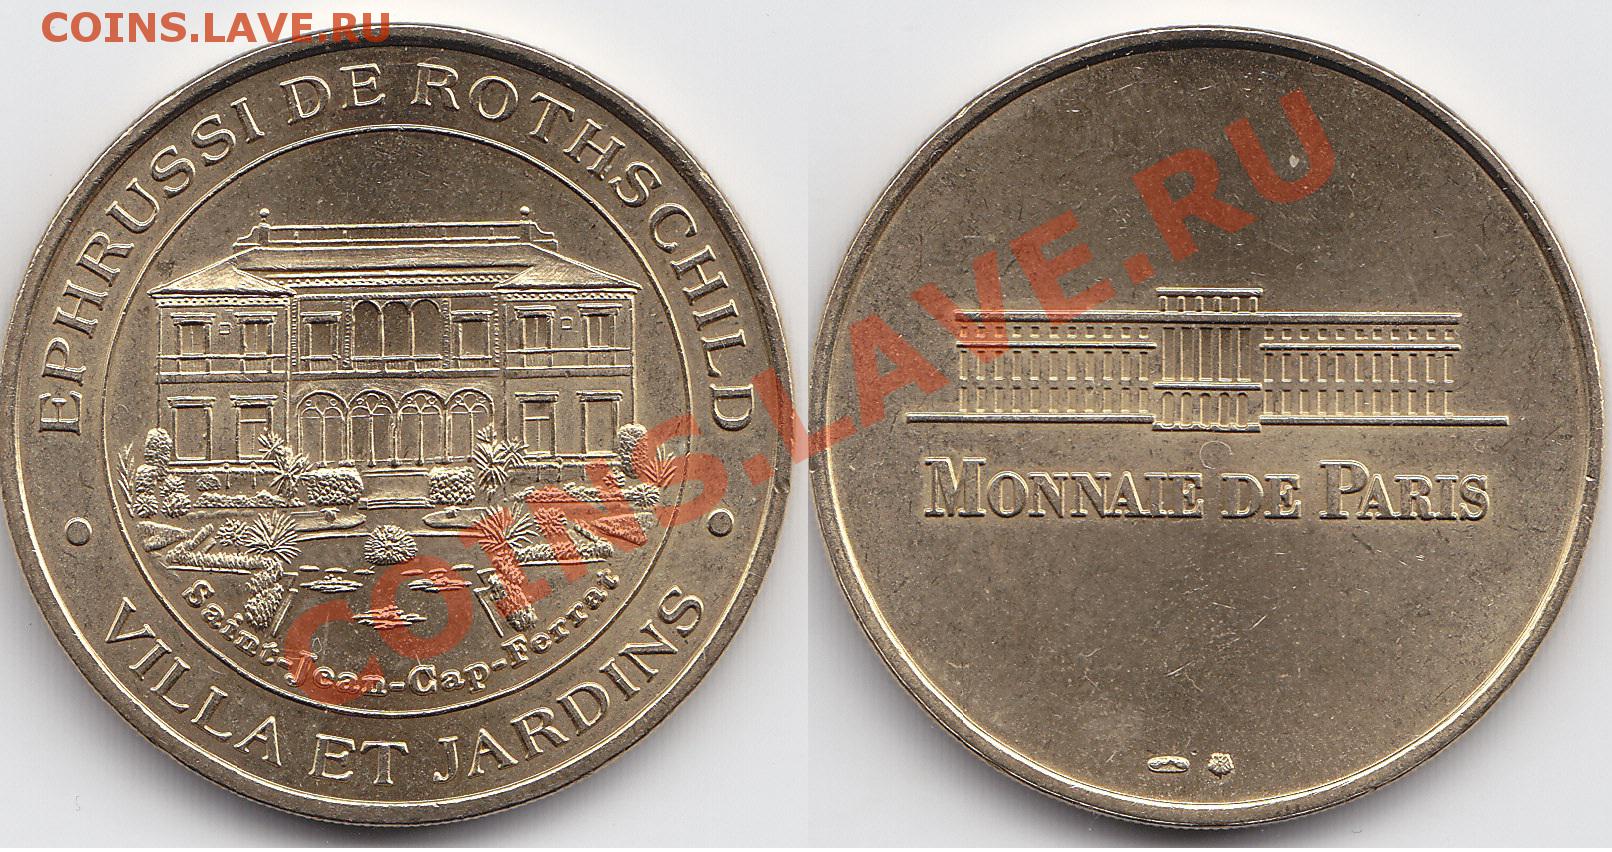 COINS.LAVE.RU
EPHRUSSI DE ROTHSCHILD
VILLA ET JARDINS
Saint-Jean-Cap-Ferrat
MONNAIE DE PARIS
COINS.LAVE.RU